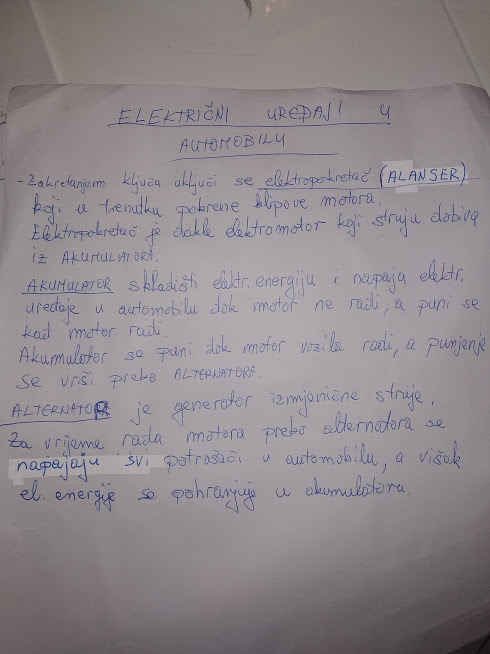 ELEKTRIČNI UREĐAJI U
AUTOMOBILU
- Zakretanjem ključa uključi se elektropokretač (ALANSER)
koji u trenutku pokrene klipove motora.
Elektropokretač je dakle elektromotor koji struju dobiva
iz AKUMULATORA.
AKUMULATOR skladišti elektr. energiju i napaja elektr.
uređaje u automobilu dok motor ne radi, a puni se
kad motor radi.
Akumulator se puni dok motor vozila radi, a punjenje
se vrši preko ALTERNATORA.
ALTERNATOR je generator izmjenične struje.
Za vrijeme rada motora preko alternatora se
napajaju svi potrošači u automobilu, a višak
el. energije se pohranjuje u akumulatoru.